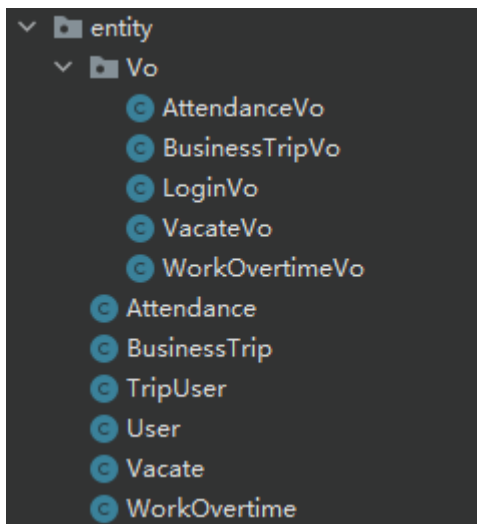 entity
Vo
AttendanceVo
BusinessTripVo
LoginVo
VacateVo
WorkOvertimeVo
Attendance
BusinessTrip
TripUser
User
Vacate
WorkOvertime